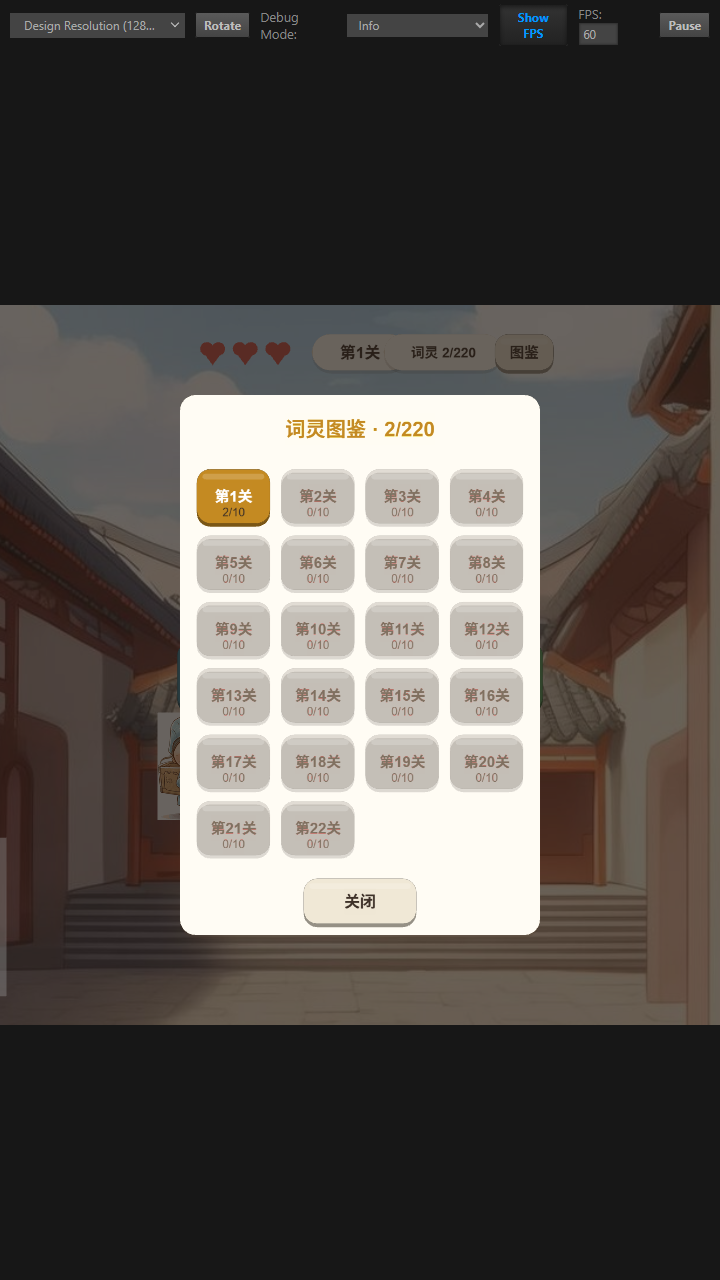 Design Resolution (128...
Rotate
Debug Mode:
Info
Show FPS
FPS:
60
Pause
第1关
词灵 2/220
图鉴
词灵图鉴 · 2/220
第1关
2/10
第2关
0/10
第3关
0/10
第4关
0/10
第5关
0/10
第6关
0/10
第7关
0/10
第8关
0/10
第9关
0/10
第10关
0/10
第11关
0/10
第12关
0/10
第13关
0/10
第14关
0/10
第15关
0/10
第16关
0/10
第17关
0/10
第18关
0/10
第19关
0/10
第20关
0/10
第21关
0/10
第22关
0/10
关闭